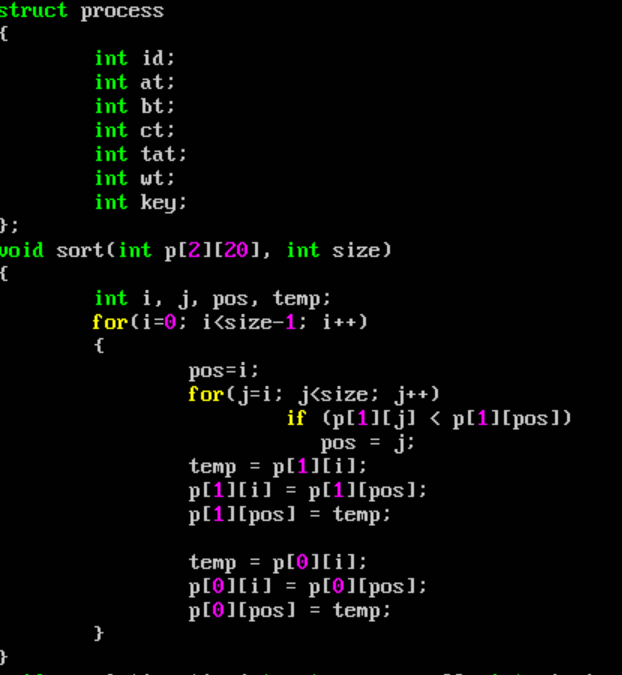 struct process
{
        int id;
        int at;
        int bt;
        int ct;
        int tat;
        int wt;
        int key;
};
void sort(int p[2][20], int size)
{
        int i, j, pos, temp;
        for(i=0; i<size-1; i++)
        {
                pos=i;
                for(j=i; j<size; j++)
                        if (p[1][j] < p[1][pos])
                           pos = j;
                temp = p[1][i];
                p[1][i] = p[1][pos];
                p[1][pos] = temp;

                temp = p[0][i];
                p[0][i] = p[0][pos];
                p[0][pos] = temp;
        }
}